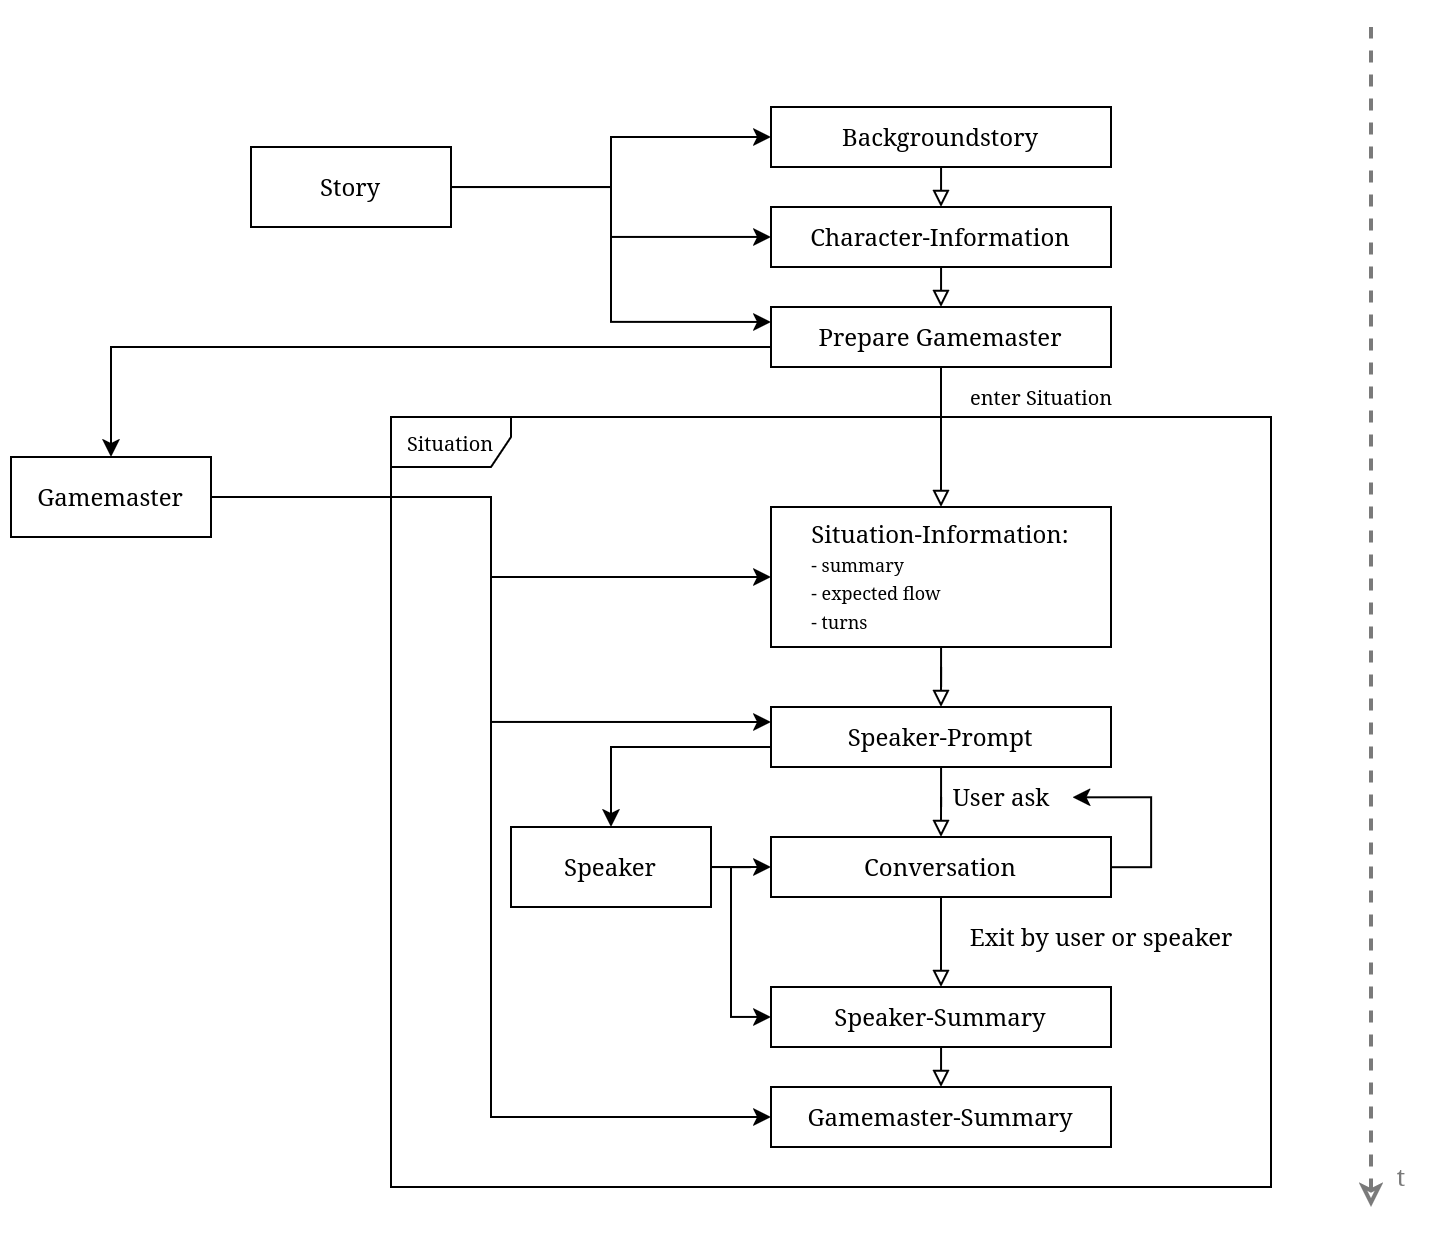 Backgroundstory
Story
Character-Information
Prepare Gamemaster
enter Situation
Situation
Gamemaster
Situation-Information:
- summary
- expected flow
- turns
Speaker-Prompt
User ask
Speaker
Conversation
Exit by user or speaker
Speaker-Summary
Gamemaster-Summary
t